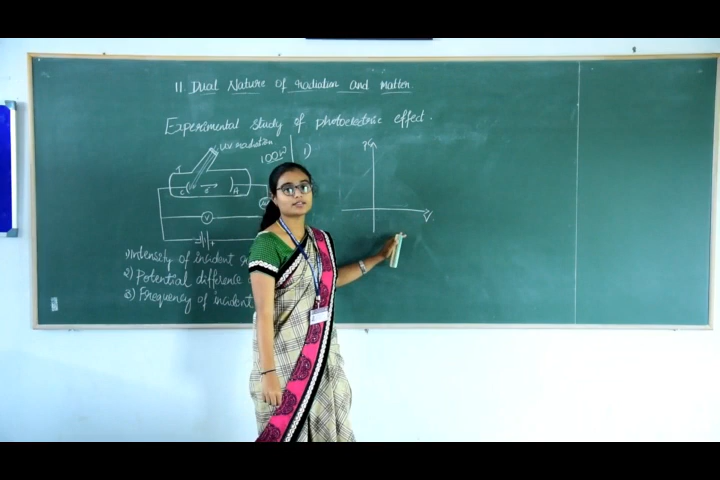 11. Dual Nature of radiation and matter.
Experimental study of photoelectric effect.
UV radiation
1)
C
e
A
V
1) Intensity of incident
2) Potential difference
3) Frequency of incident
V